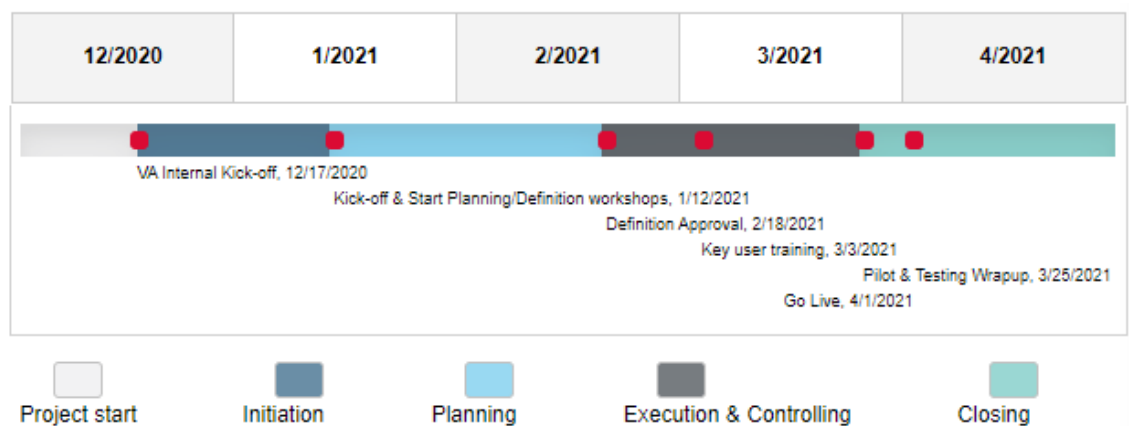 12/2020 1/2021 2/2021 3/2021 4/2021
VA Internal Kick-off, 12/17/2020
Kick-off & Start Planning/Definition workshops, 1/12/2021
Definition Approval, 2/18/2021
Key user training, 3/3/2021
Pilot & Testing Wrapup, 3/25/2021
Go Live, 4/1/2021
Project start Initiation Planning Execution & Controlling Closing